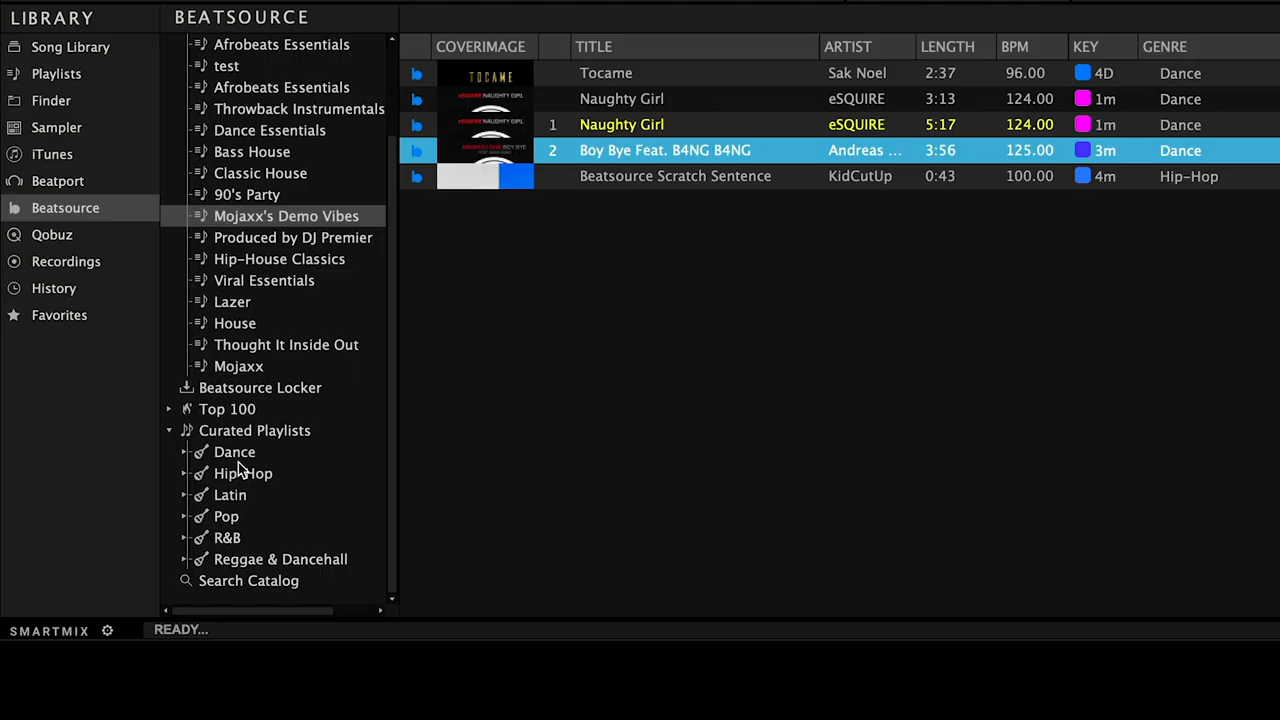 LIBRARY
Song Library
Playlists
Finder
Sampler
iTunes
Beatport
Beatsource
Qobuz
Recordings
History
Favorites
BEATSOURCE
Afrobeats Essentials
test
Afrobeats Essentials
Throwback Instrumentals
Dance Essentials
Bass House
Classic House
90's Party
Mojaxx's Demo Vibes
Produced by DJ Premier
Hip-House Classics
Viral Essentials
Lazer
House
Thought It Inside Out
Mojaxx
Beatsource Locker
Top 100
Curated Playlists
Dance
Hip-Hop
Latin
Pop
R&B
Reggae & Dancehall
Search Catalog
COVERIMAGE TITLE ARTIST LENGTH BPM KEY GENRE
TOCAME Tocame Sak Noel 2:37 96.00 4D Dance
eSQUIRE NAUGHTY GIRL Naughty Girl eSQUIRE 3:13 124.00 1m Dance
eSQUIRE NAUGHTY GIRL 1 Naughty Girl eSQUIRE 5:17 124.00 1m Dance
2 Boy Bye Feat. B4NG B4NG Andreas ... 3:56 125.00 3m Dance
Beatsource Scratch Sentence KidCutUp 0:43 100.00 4m Hip-Hop
SMARTMIX READY...